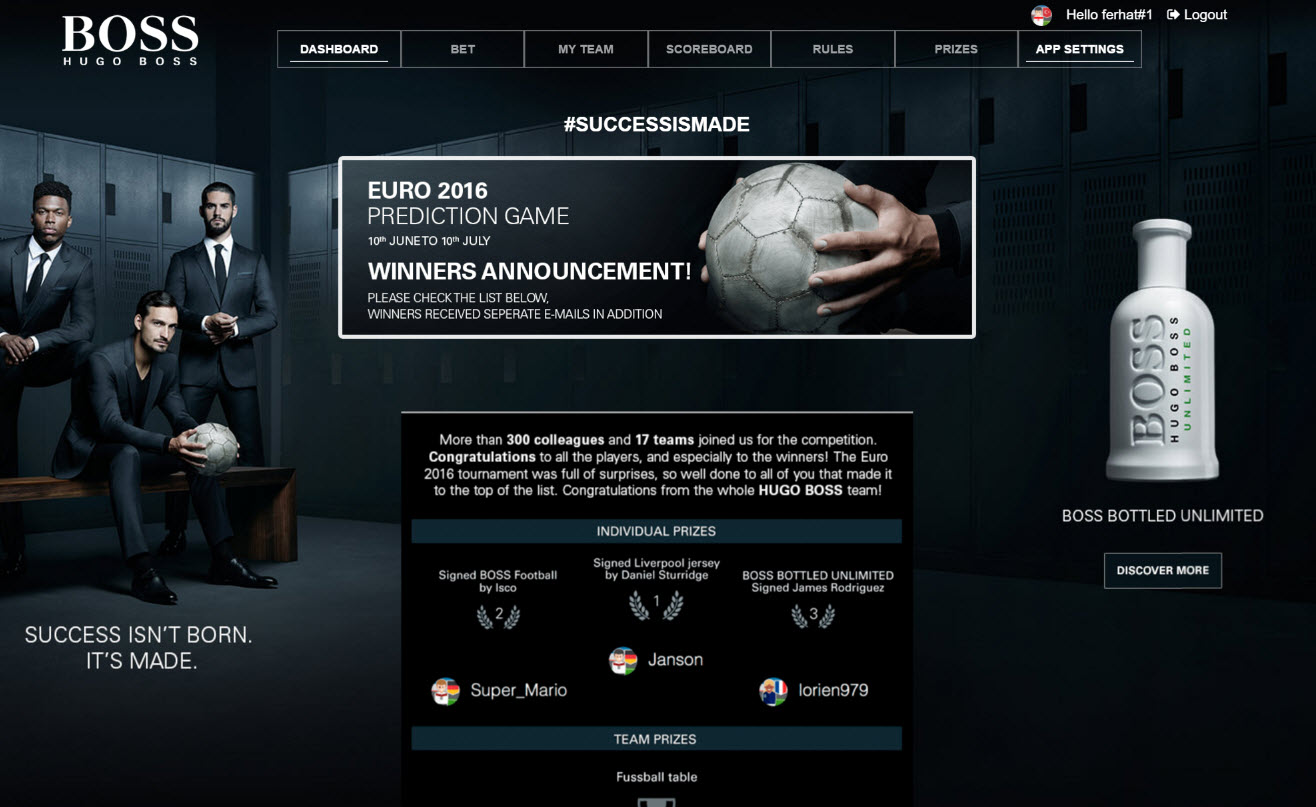 BOSS
HUGO BOSS
Hello ferhat#1
Logout
DASHBOARD
BET
MY TEAM
SCOREBOARD
RULES
PRIZES
APP SETTINGS
#SUCCESSISMADE
EURO 2016
PREDICTION GAME
10th JUNE TO 10th JULY
WINNERS ANNOUNCEMENT!
PLEASE CHECK THE LIST BELOW,
WINNERS RECEIVED SEPERATE E-MAILS IN ADDITION
BOSS
HUGO BOSS
UNLIMITED
BOSS BOTTLED UNLIMITED
DISCOVER MORE
SUCCESS ISN'T BORN.
IT'S MADE.
More than 300 colleagues and 17 teams joined us for the competition.
Congratulations to all the players, and especially to the winners! The Euro
2016 tournament was full of surprises, so well done to all of you that made it
to the top of the list. Congratulations from the whole HUGO BOSS team!
INDIVIDUAL PRIZES
Signed BOSS Football
by Isco
2
Signed Liverpool jersey
by Daniel Sturridge
1
BOSS BOTTLED UNLIMITED
Signed James Rodriguez
3
Janson
Super_Mario
lorien979
TEAM PRIZES
Fussball table